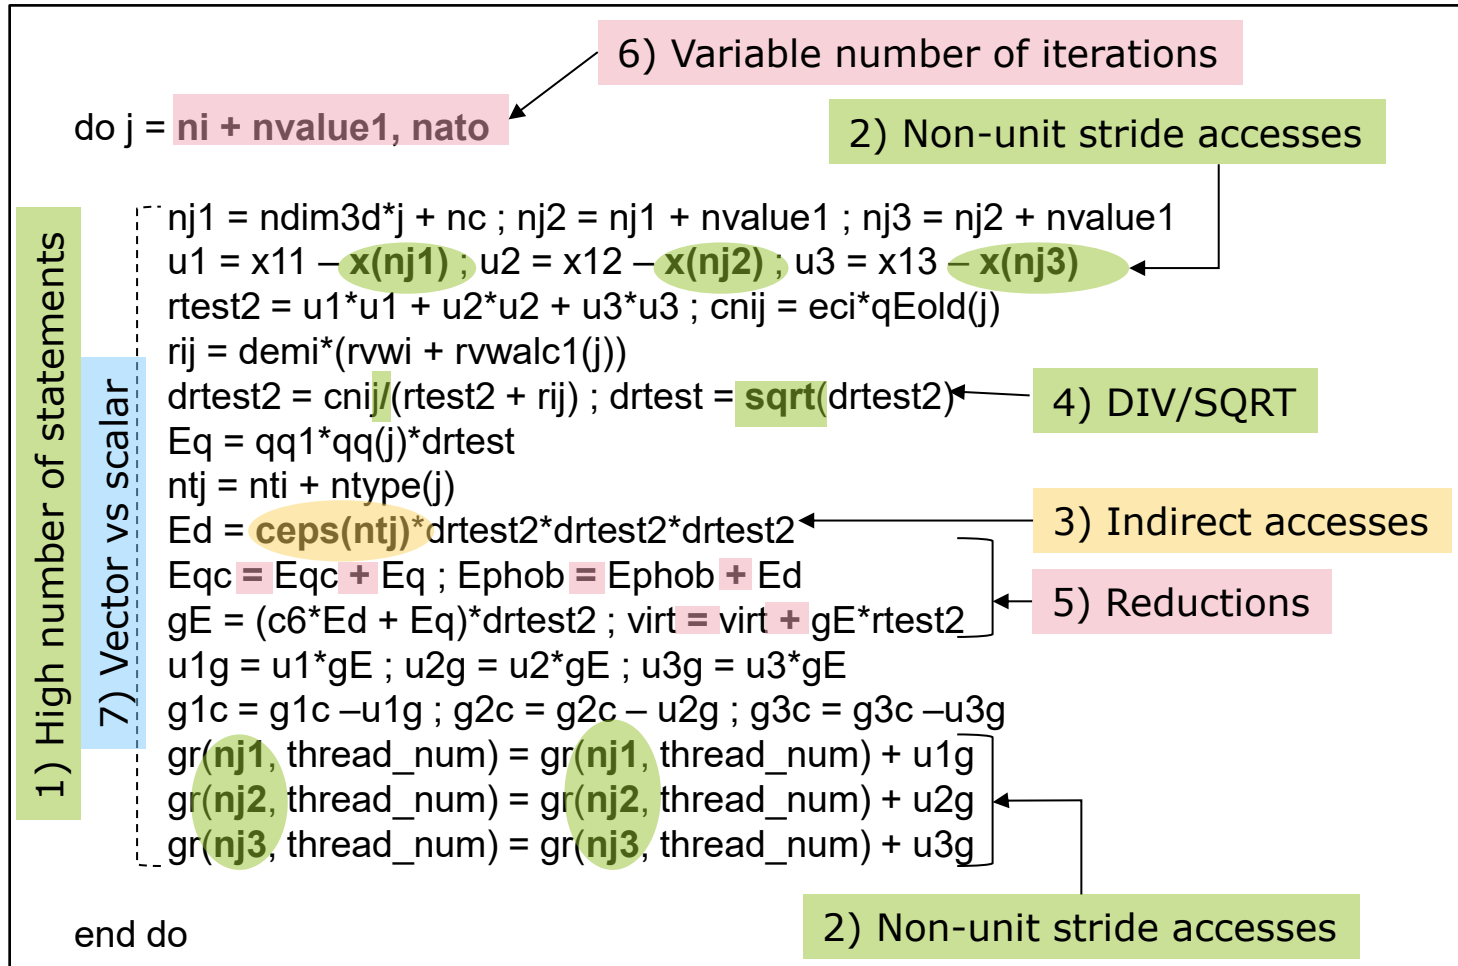 6) Variable number of iterations
do j = ni + nvalue1, nato
2) Non-unit stride accesses
1) High number of statements
7) Vector vs scalar
nj1 = ndim3d*j + nc ; nj2 = nj1 + nvalue1 ; nj3 = nj2 + nvalue1
u1 = x11 – x(nj1) ; u2 = x12 – x(nj2) ; u3 = x13 – x(nj3)
rtest2 = u1*u1 + u2*u2 + u3*u3 ; cnij = eci*qEold(j)
rij = demi*(rvwi + rvwalc1(j))
drtest2 = cnij/(rtest2 + rij) ; drtest = sqrt(drtest2)
4) DIV/SQRT
Eq = qq1*qq(j)*drtest
ntj = nti + ntype(j)
Ed = ceps(ntj)*drtest2*drtest2*drtest2
3) Indirect accesses
Eqc = Eqc + Eq ; Ephob = Ephob + Ed
5) Reductions
gE = (c6*Ed + Eq)*drtest2 ; virt = virt + gE*rtest2
u1g = u1*gE ; u2g = u2*gE ; u3g = u3*gE
g1c = g1c –u1g ; g2c = g2c – u2g ; g3c = g3c –u3g
gr(nj1, thread_num) = gr(nj1, thread_num) + u1g
gr(nj2, thread_num) = gr(nj2, thread_num) + u2g
gr(nj3, thread_num) = gr(nj3, thread_num) + u3g
2) Non-unit stride accesses
end do